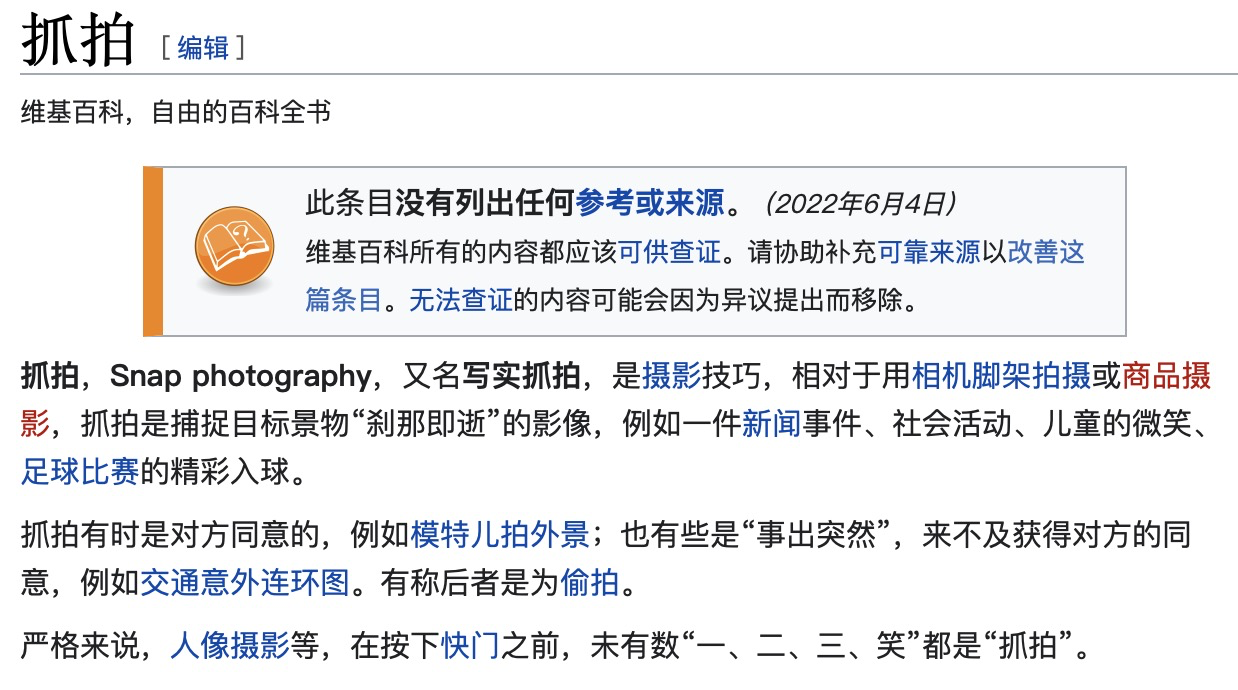 抓拍 [编辑]
维基百科，自由的百科全书
此条目没有列出任何参考或来源。 (2022年6月4日)
维基百科所有的内容都应该可供查证。请协助补充可靠来源以改善这
篇条目。无法查证的内容可能会因为异议提出而移除。
抓拍，Snap photography，又名写实抓拍，是摄影技巧，相对于用相机脚架拍摄或商品摄
影，抓拍是捕捉目标景物“刹那即逝”的影像，例如一件新闻事件、社会活动、儿童的微笑、
足球比赛的精彩入球。
抓拍有时是对方同意的，例如模特儿拍外景；也有些是“事出突然”，来不及获得对方的同
意，例如交通意外连环图。有称后者是为偷拍。
严格来说，人像摄影等，在按下快门之前，未有数“一、二、三、笑”都是“抓拍”。